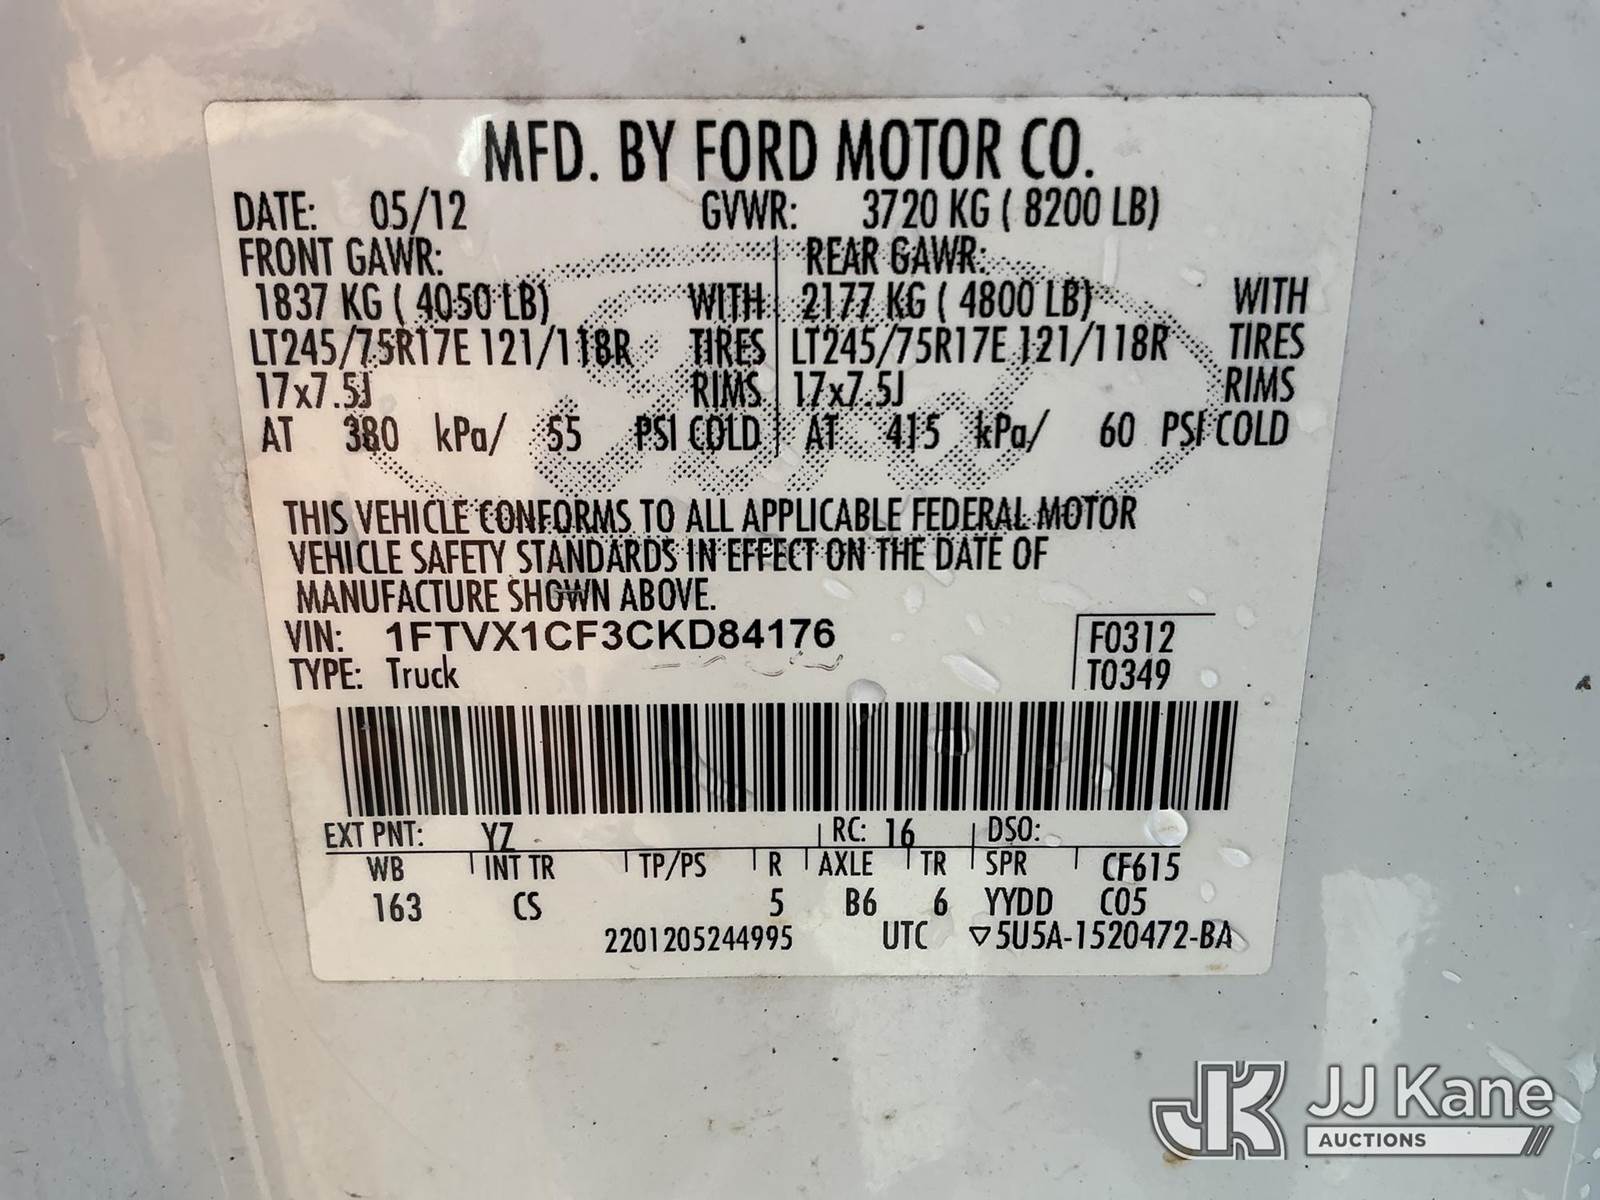 MFD. BY FORD MOTOR CO.
DATE: 05/12 GVWR: 3720 KG ( 8200 LB)
FRONT GAWR: REAR GAWR:
1837 KG ( 4050 LB) WITH 2177 KG ( 4800 LB) WITH
LT245/75R17E 121/118R TIRES LT245/75R17E 121/118R TIRES
17x7.5J RIMS 17x7.5J RIMS
AT 380 kPa/ 55 PSI COLD AT 415 kPa/ 60 PSI COLD
THIS VEHICLE CONFORMS TO ALL APPLICABLE FEDERAL MOTOR
VEHICLE SAFETY STANDARDS IN EFFECT ON THE DATE OF
MANUFACTURE SHOWN ABOVE.
VIN: 1FTVX1CF3CKD84176 F0312
TYPE: Truck T0349
EXT PNT: YZ RC: 16 DSO:
WB INT TR TP/PS R AXLE TR SPR CF615
163 CS 5 B6 6 YYDD C05
2201205244995 UTC ▽5U5A-1520472-BA
JK JJ Kane
AUCTIONS